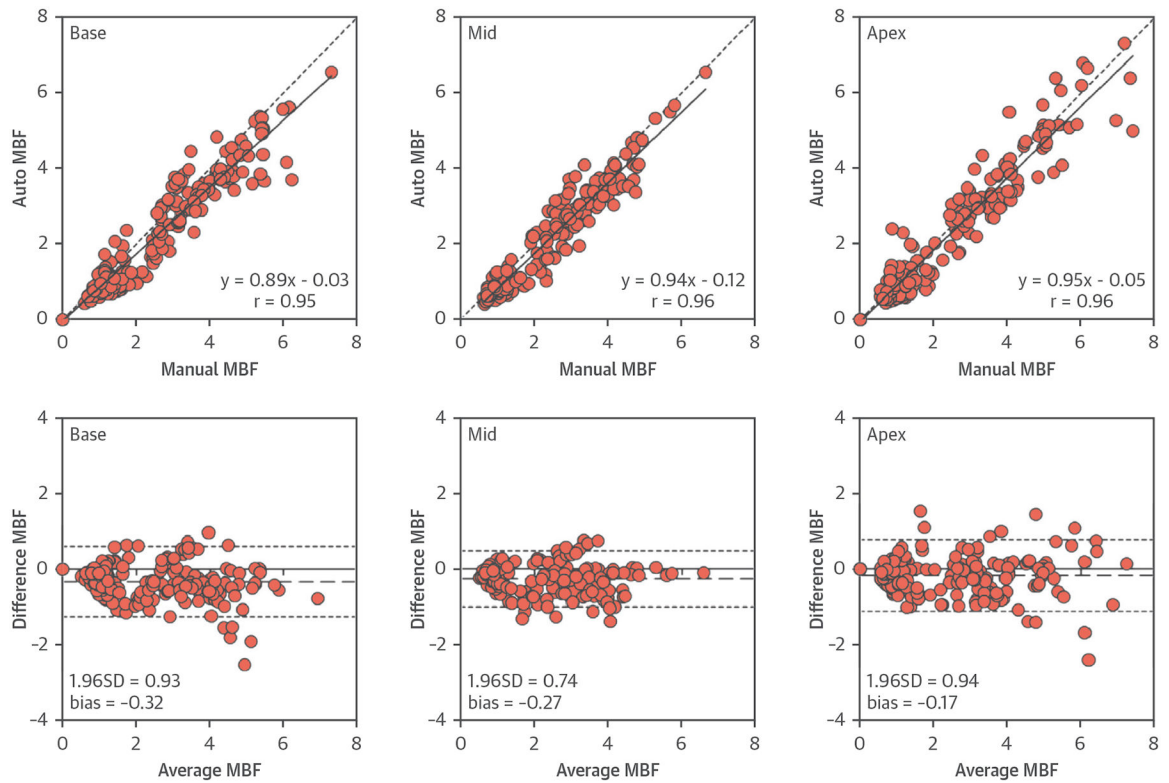 8
6
4
2
0
Auto MBF
Base
y = 0.89x - 0.03
r = 0.95
0 2 4 6 8
Manual MBF
8
6
4
2
0
Auto MBF
Mid
y = 0.94x - 0.12
r = 0.96
0 2 4 6 8
Manual MBF
8
6
4
2
0
Auto MBF
Apex
y = 0.95x - 0.05
r = 0.96
0 2 4 6 8
Manual MBF
4
2
0
-2
-4
Difference MBF
Base
1.96SD = 0.93
bias = -0.32
0 2 4 6 8
Average MBF
4
2
0
-2
-4
Difference MBF
Mid
1.96SD = 0.74
bias = -0.27
0 2 4 6 8
Average MBF
4
2
0
-2
-4
Difference MBF
Apex
1.96SD = 0.94
bias = -0.17
0 2 4 6 8
Average MBF